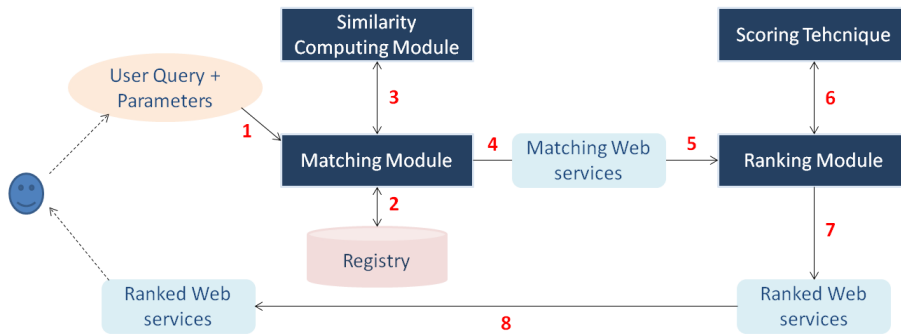 Similarity
Computing Module
Scoring Tehcnique
User Query +
Parameters
3
6
1
Matching Module
4
Matching Web
services
5
Ranking Module
2
7
Registry
Ranked Web
services
8
Ranked Web
services